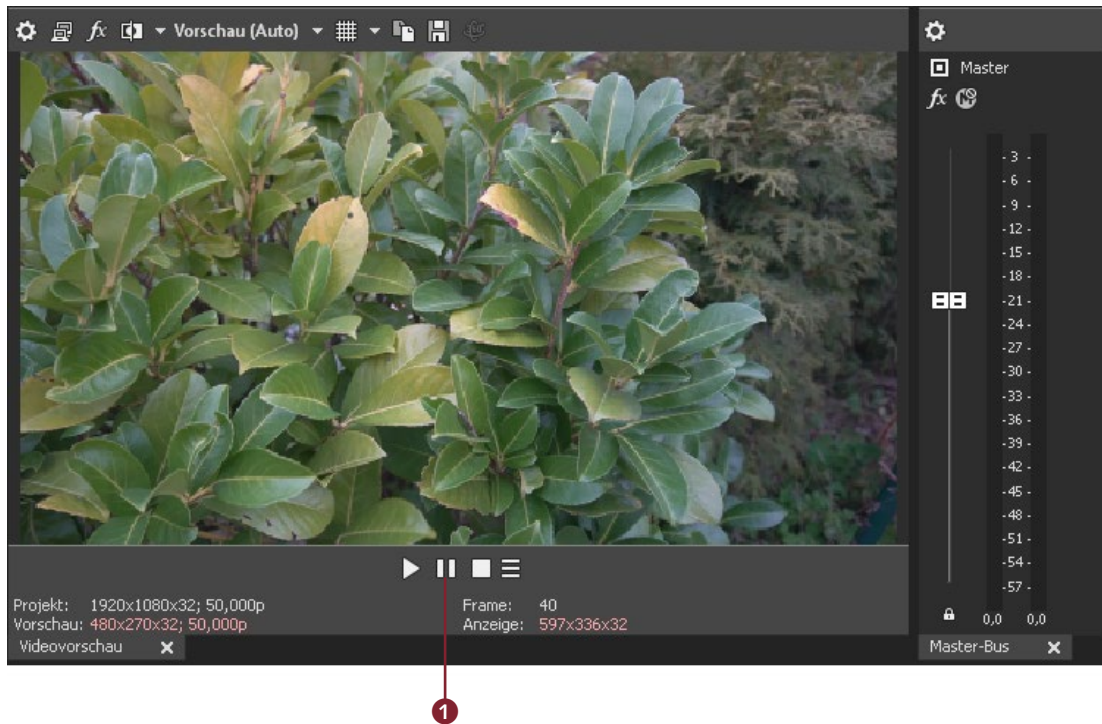 Vorschau (Auto)
Master
fx
fx
- 3 -
- 6 -
- 9 -
- 12 -
- 15 -
- 18 -
- 21 -
- 24 -
- 27 -
- 30 -
- 33 -
- 36 -
- 39 -
- 42 -
- 45 -
- 48 -
- 51 -
- 54 -
- 57 -
0,0 0,0
Projekt: 1920x1080x32; 50,000p
Vorschau: 480x270x32; 50,000p
Frame: 40
Anzeige: 597x336x32
Videovorschau
Master-Bus
1